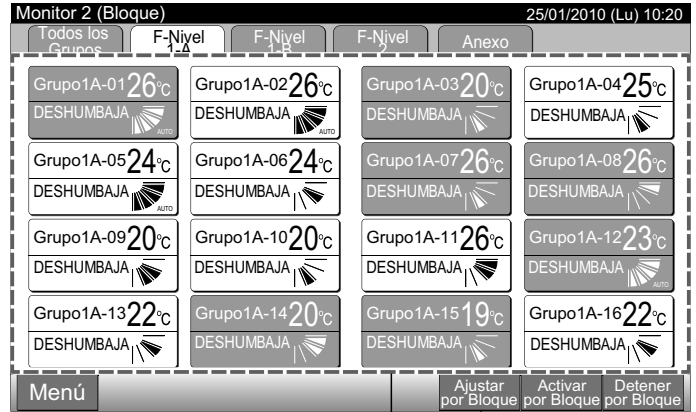 Monitor 2 (Bloque) 25/01/2010 (Lu) 10:20
Todos los Grupos F-Nivel 1-A F-Nivel 1-B F-Nivel 2 Anexo
Grupo1A-01 26°C Grupo1A-02 26°C Grupo1A-03 20°C Grupo1A-04 25°C
DESHUMBAJA AUTO DESHUMBAJA AUTO DESHUMBAJA DESHUMBAJA
Grupo1A-05 24°C Grupo1A-06 24°C Grupo1A-07 26°C Grupo1A-08 26°C
DESHUMBAJA AUTO DESHUMBAJA DESHUMBAJA DESHUMBAJA
Grupo1A-09 20°C Grupo1A-10 20°C Grupo1A-11 26°C Grupo1A-12 23°C
DESHUMBAJA DESHUMBAJA DESHUMBAJA DESHUMBAJA AUTO
Grupo1A-13 22°C Grupo1A-14 20°C Grupo1A-15 19°C Grupo1A-16 22°C
DESHUMBAJA DESHUMBAJA DESHUMBAJA DESHUMBAJA
Menú Ajustar por Bloque Activar por Bloque Detener por Bloque